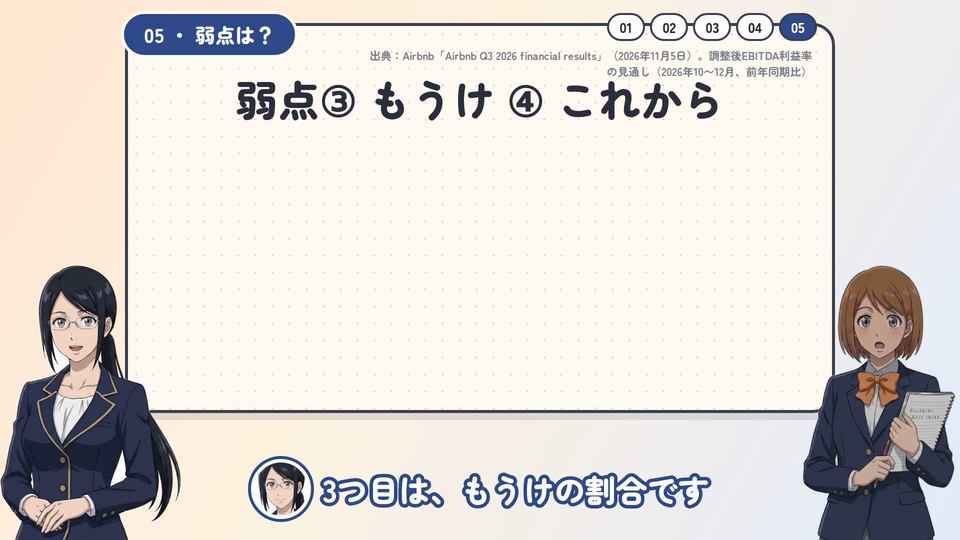 05 ・ 弱点は？
01 02 03 04 05
出典：Airbnb「Airbnb Q3 2026 financial results」（2026年11月5日）。調整後EBITDA利益率
の見通し（2026年10〜12月、前年同期比）
弱点③ もうけ ④ これから
3つ目は、もうけの割合です